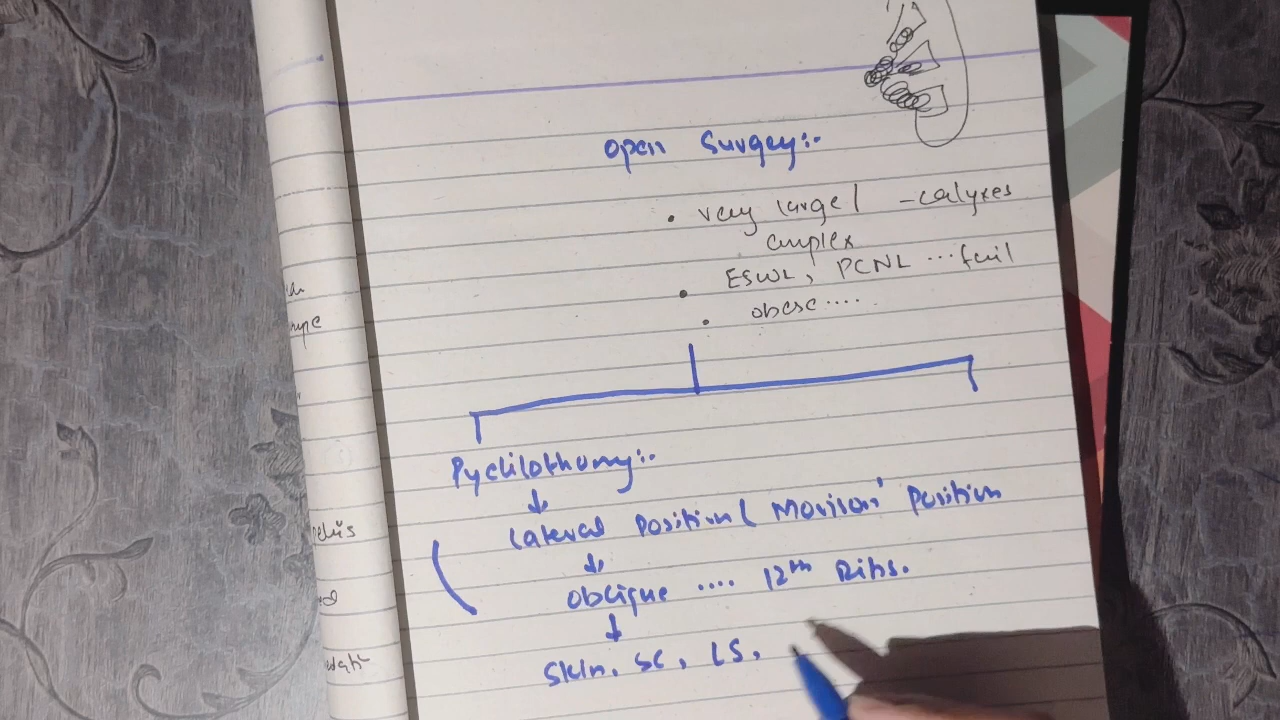 open Surgey:-
• very large/ - calyxes
complex
• ESWL, PCNL ... fail
• obese ....
Pyelilothomy:-
↓
Lateral Position ( Morison' Position
↓
oblique .... 12th Ribs.
↓
Skin, SC, LS,